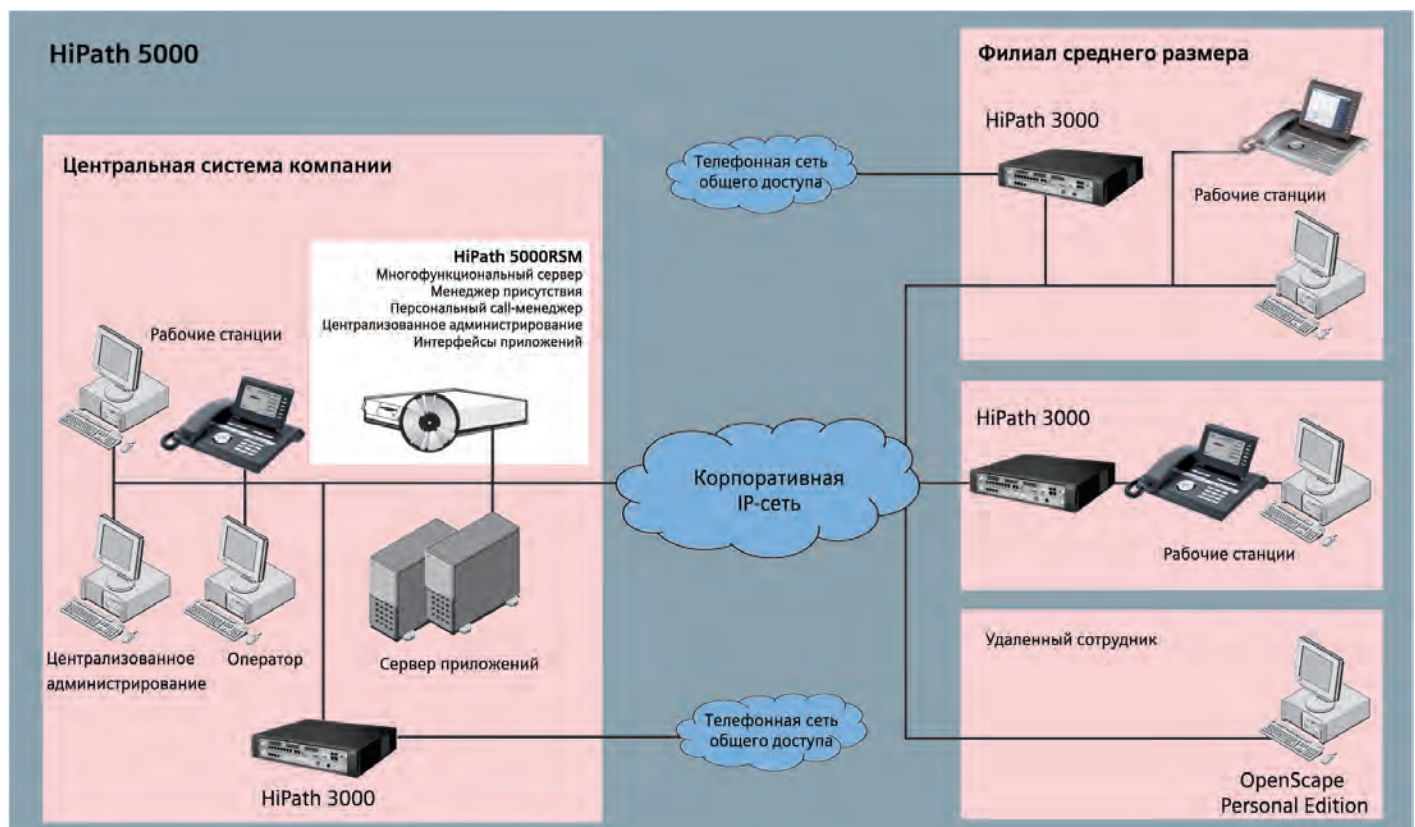 HiPath 5000
Центральная система компании
HiPath 5000RSM
Многофункциональный сервер
Менеджер присутствия
Персональный call-менеджер
Централизованное администрирование
Интерфейсы приложений
Рабочие станции
Централизованное
администрирование
Оператор
Сервер приложений
HiPath 3000
Телефонная сеть
общего доступа
Корпоративная
IP-сеть
Телефонная сеть
общего доступа
Филиал среднего размера
HiPath 3000
Рабочие станции
HiPath 3000
Рабочие станции
Удаленный сотрудник
OpenScape
Personal Edition